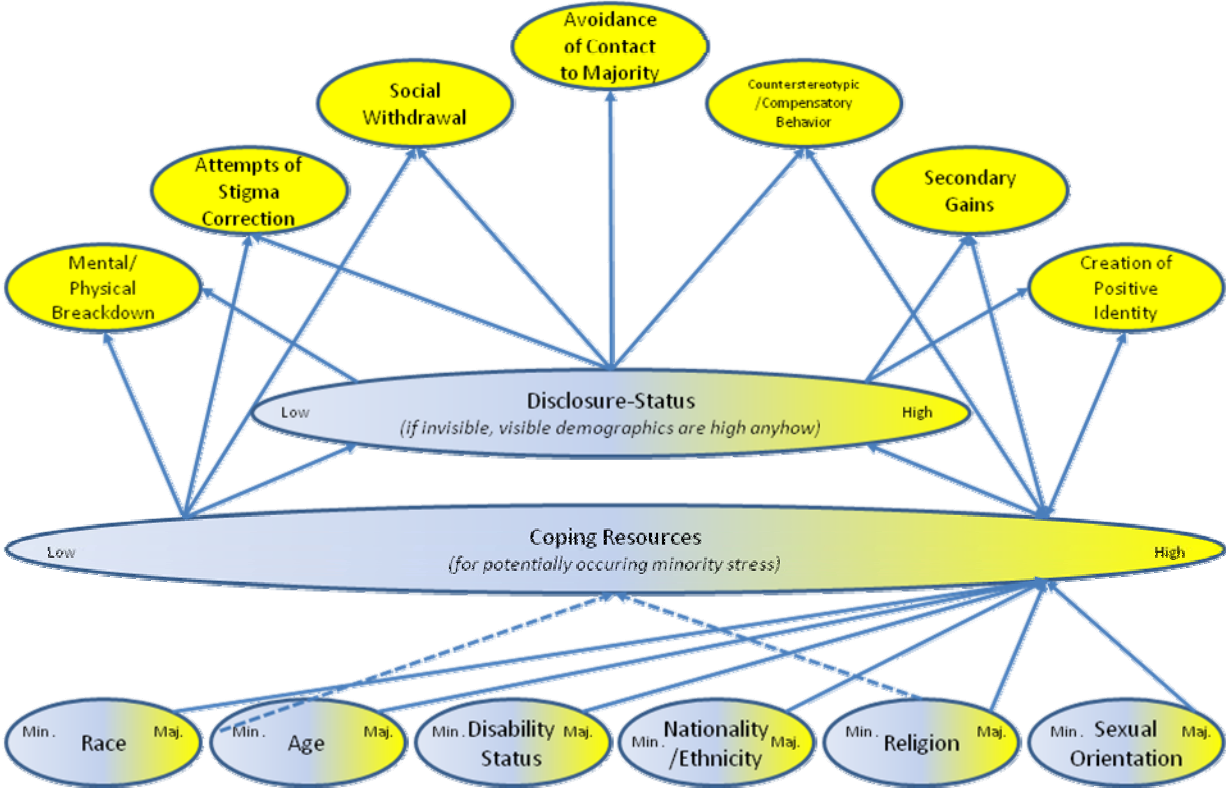 Avoidance
of Contact
to Majority
Social
Withdrawal
Counterstereotypic
/Compensatory
Behavior
Attempts of
Stigma
Correction
Secondary
Gains
Mental/
Physical
Breackdown
Creation of
Positive
Identity
Low
Disclosure-Status
High
(if invisible, visible demographics are high anyhow)
Low
Coping Resources
High
(for potentially occuring minority stress)
Min.
Race
Maj.
Min.
Age
Maj.
Min.
Disability
Status
Maj.
Min.
Nationality
/Ethnicity
Maj.
Min.
Religion
Maj.
Min.
Sexual
Orientation
Maj.